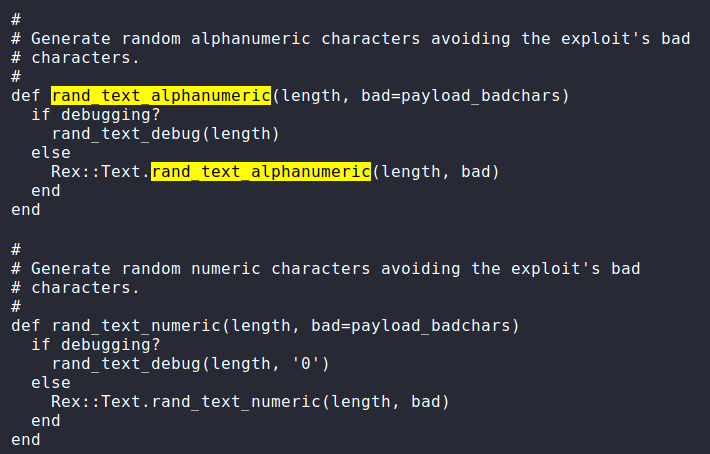 #
# Generate random alphanumeric characters avoiding the exploit's bad
# characters.
#
def rand_text_alphanumeric(length, bad=payload_badchars)
  if debugging?
    rand_text_debug(length)
  else
    Rex::Text.rand_text_alphanumeric(length, bad)
  end
end

#
# Generate random numeric characters avoiding the exploit's bad
# characters.
#
def rand_text_numeric(length, bad=payload_badchars)
  if debugging?
    rand_text_debug(length, '0')
  else
    Rex::Text.rand_text_numeric(length, bad)
  end
end